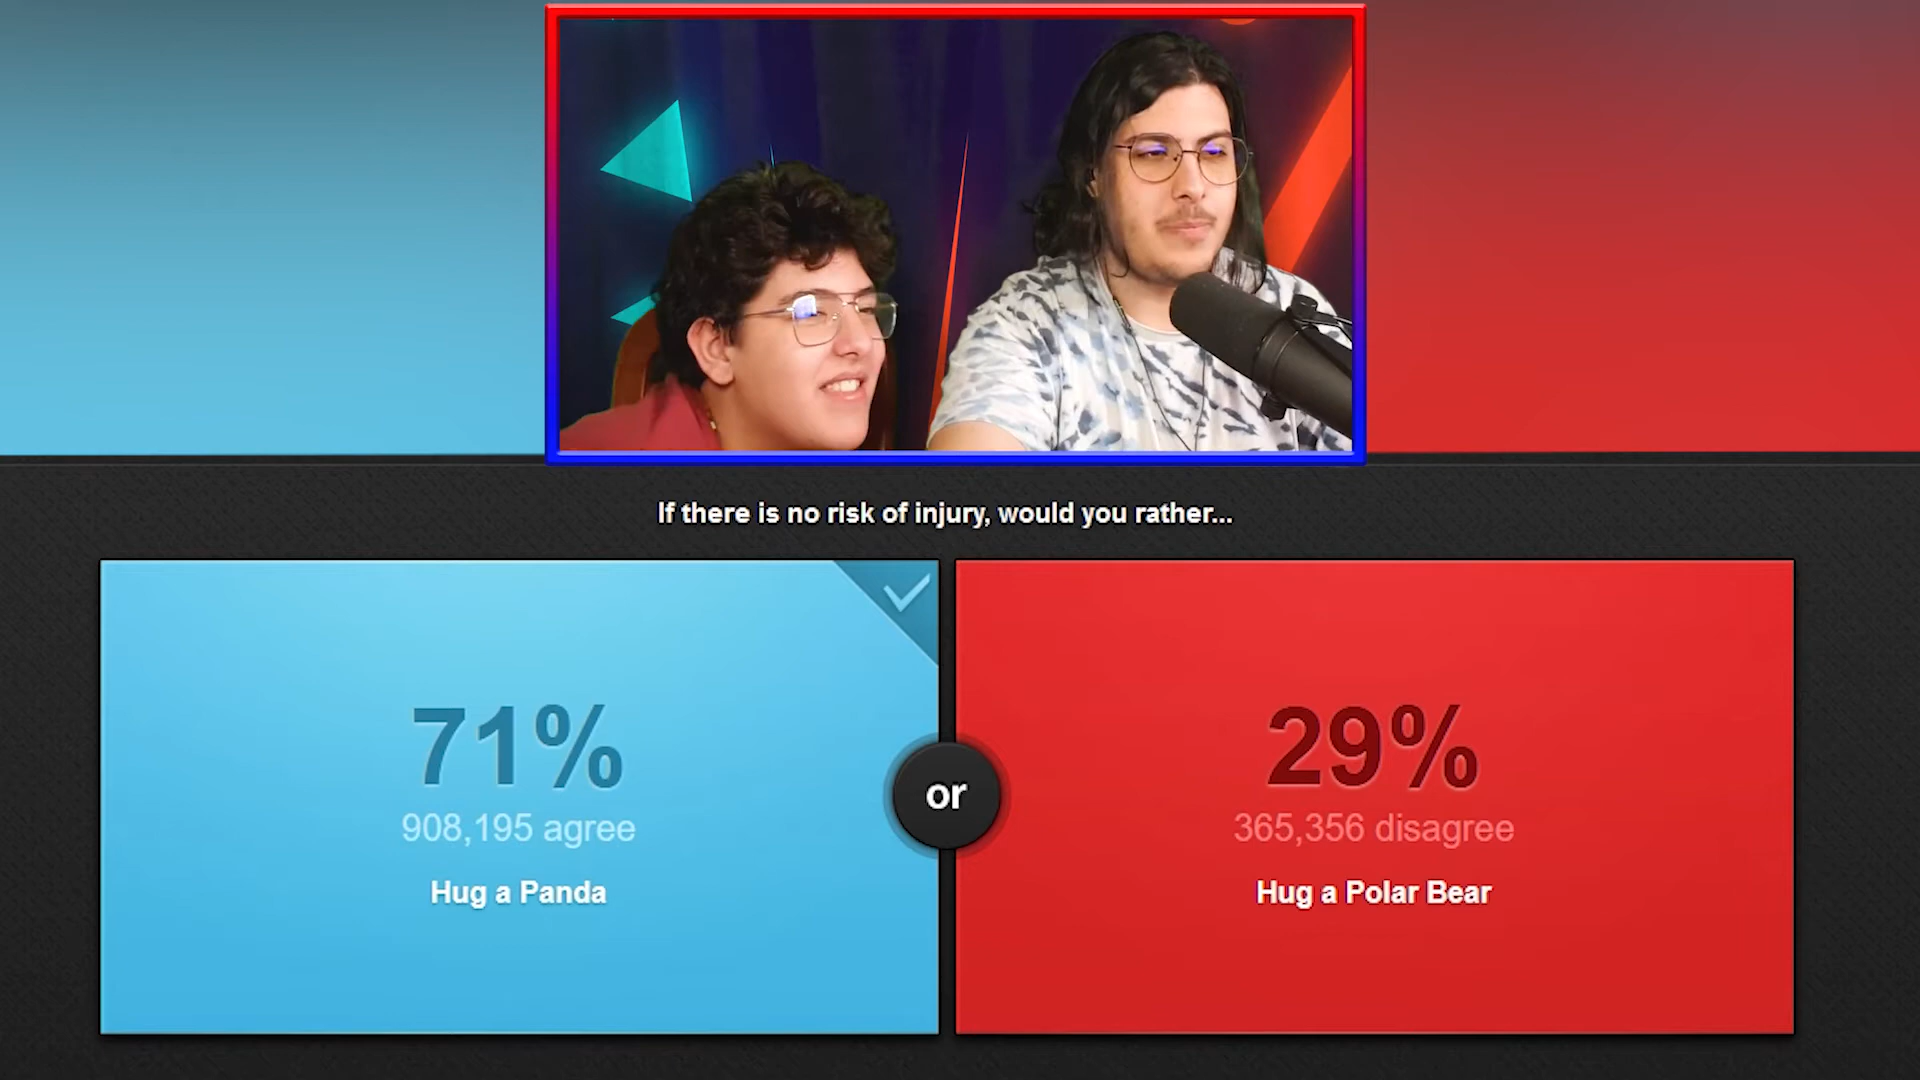 If there is no risk of injury, would you rather...
71%
908,195 agree
Hug a Panda
or
29%
365,356 disagree
Hug a Polar Bear